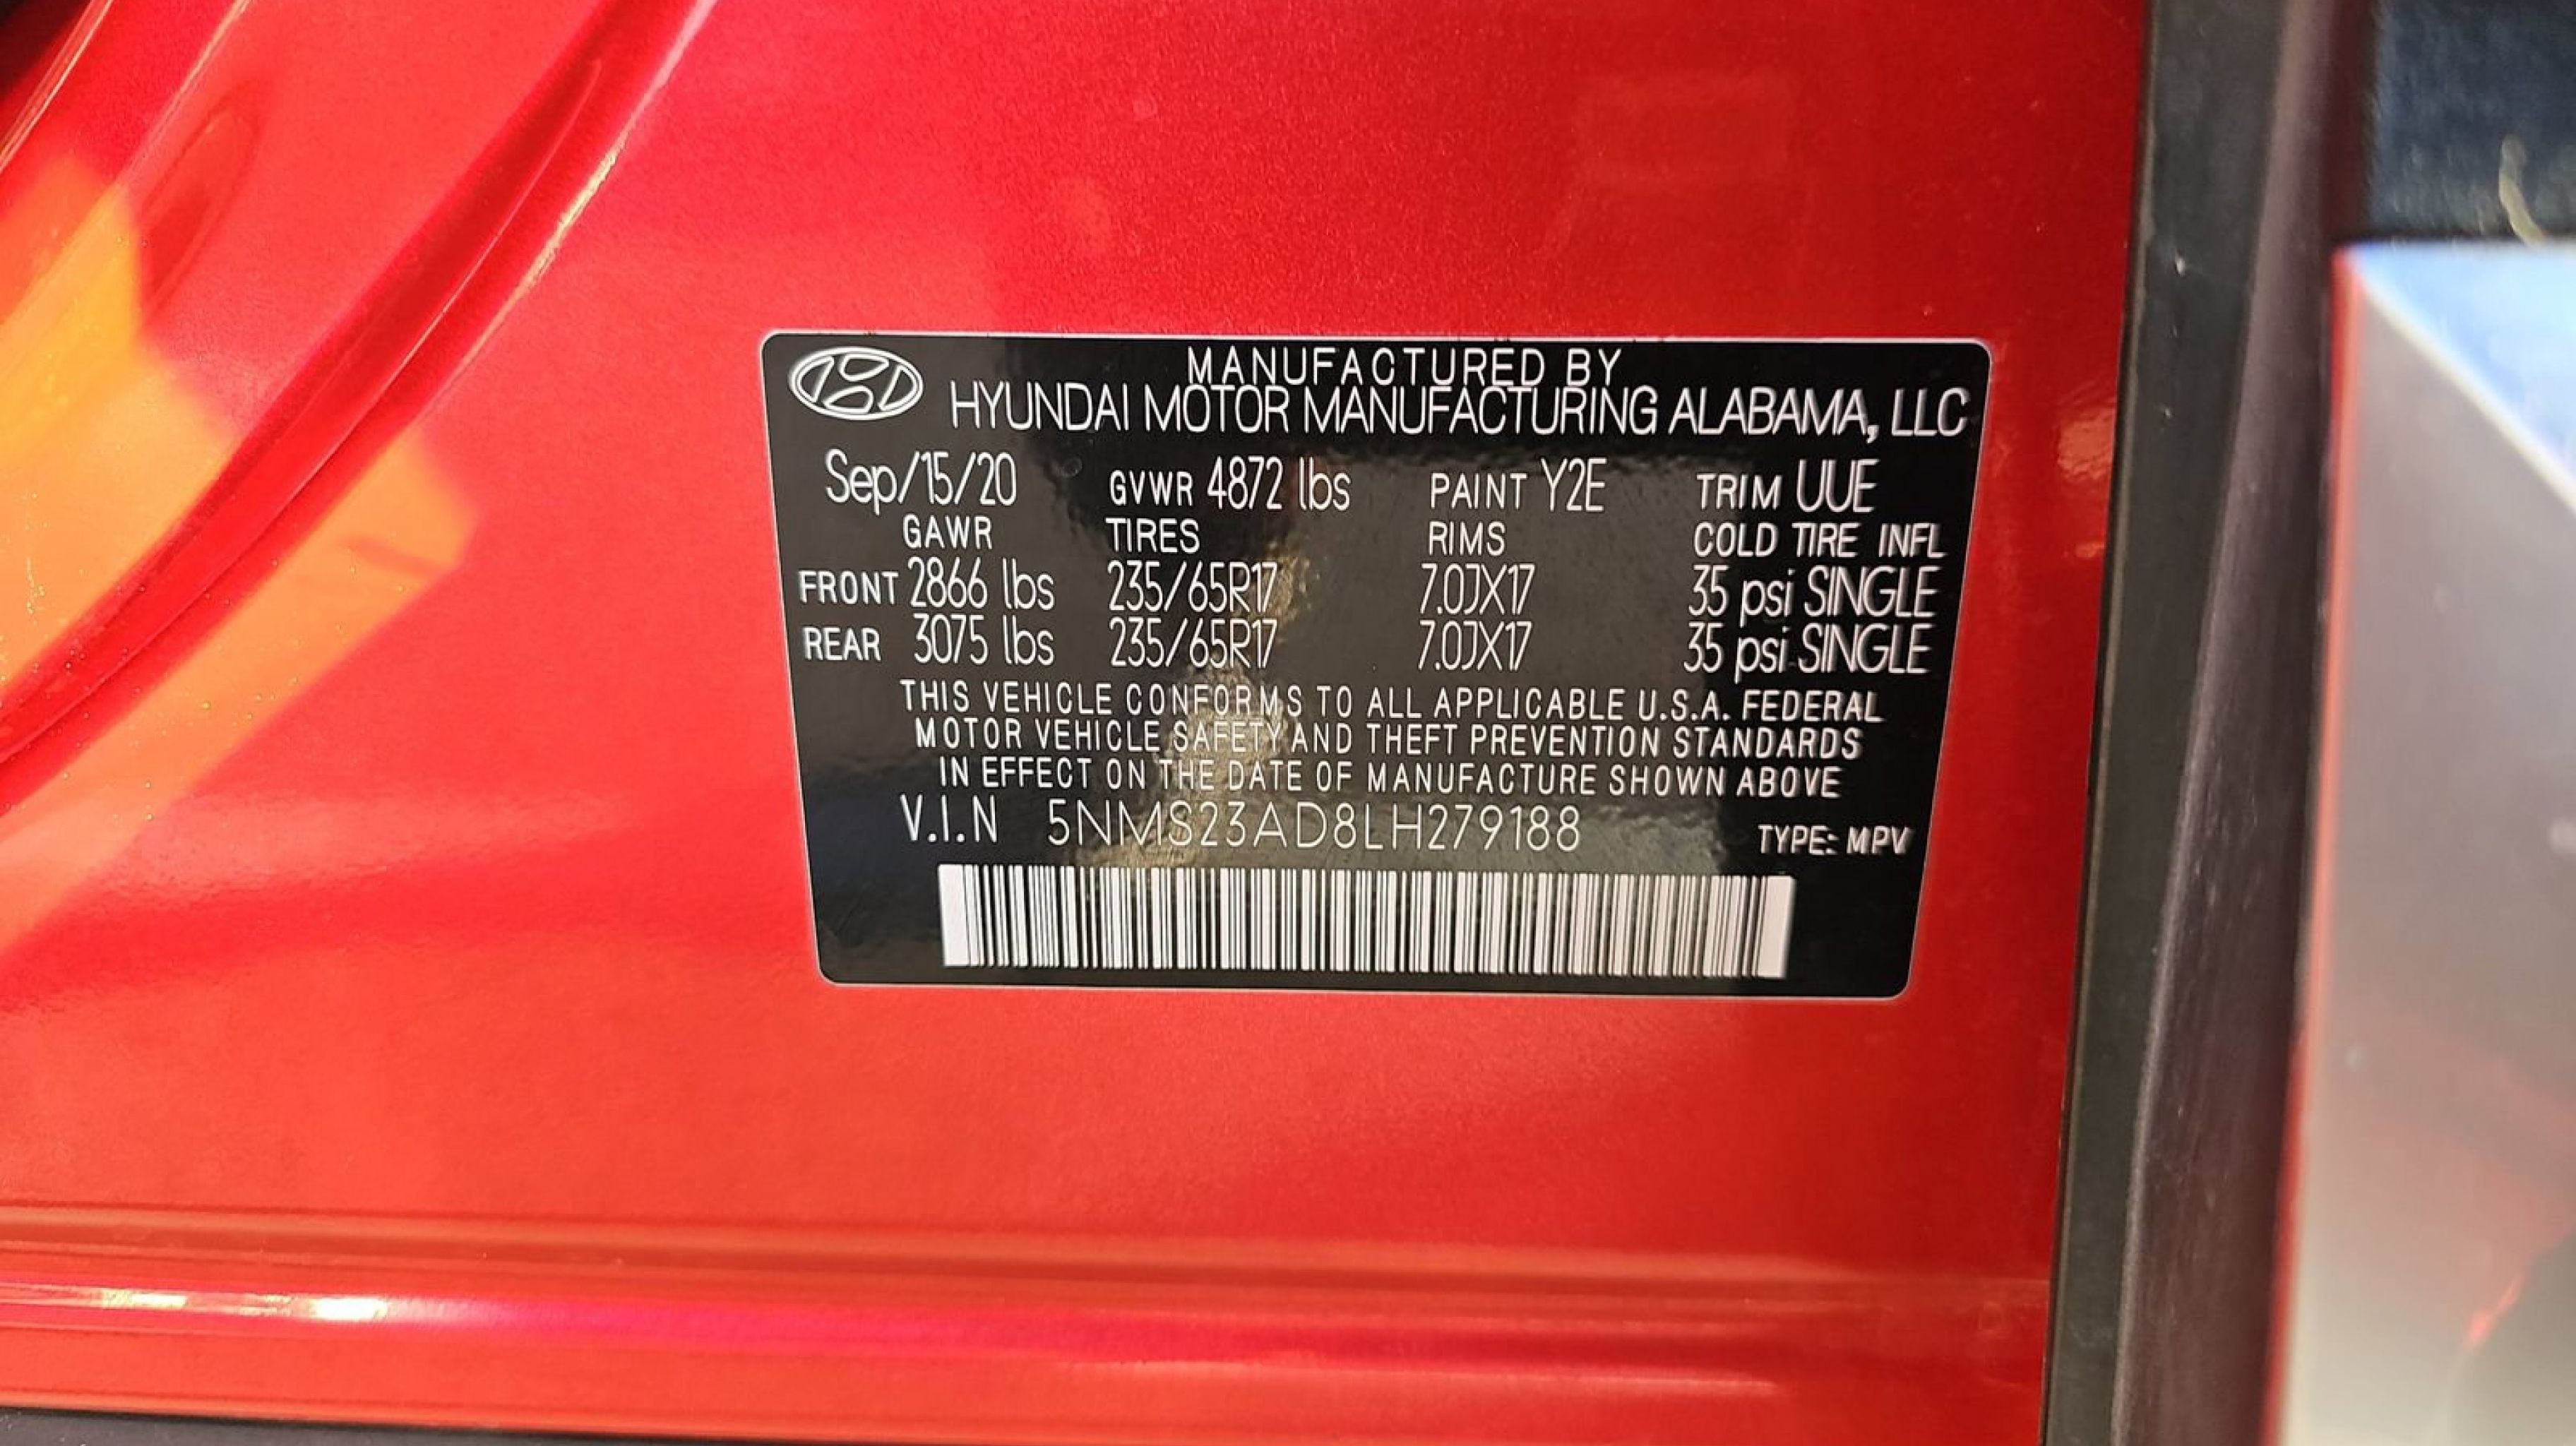 MANUFACTURED BY
HYUNDAI MOTOR MANUFACTURING ALABAMA, LLC
Sep/15/20 GVWR 4872 lbs PAINT Y2E TRIM UUE
GAWR TIRES RIMS COLD TIRE INFL
FRONT 2866 lbs 235/65R17 7.0JX17 35 psi SINGLE
REAR 3075 lbs 235/65R17 7.0JX17 35 psi SINGLE
THIS VEHICLE CONFORMS TO ALL APPLICABLE U.S.A. FEDERAL
MOTOR VEHICLE SAFETY AND THEFT PREVENTION STANDARDS
IN EFFECT ON THE DATE OF MANUFACTURE SHOWN ABOVE
V.I.N 5NMS23AD8LH279188 TYPE: MPV